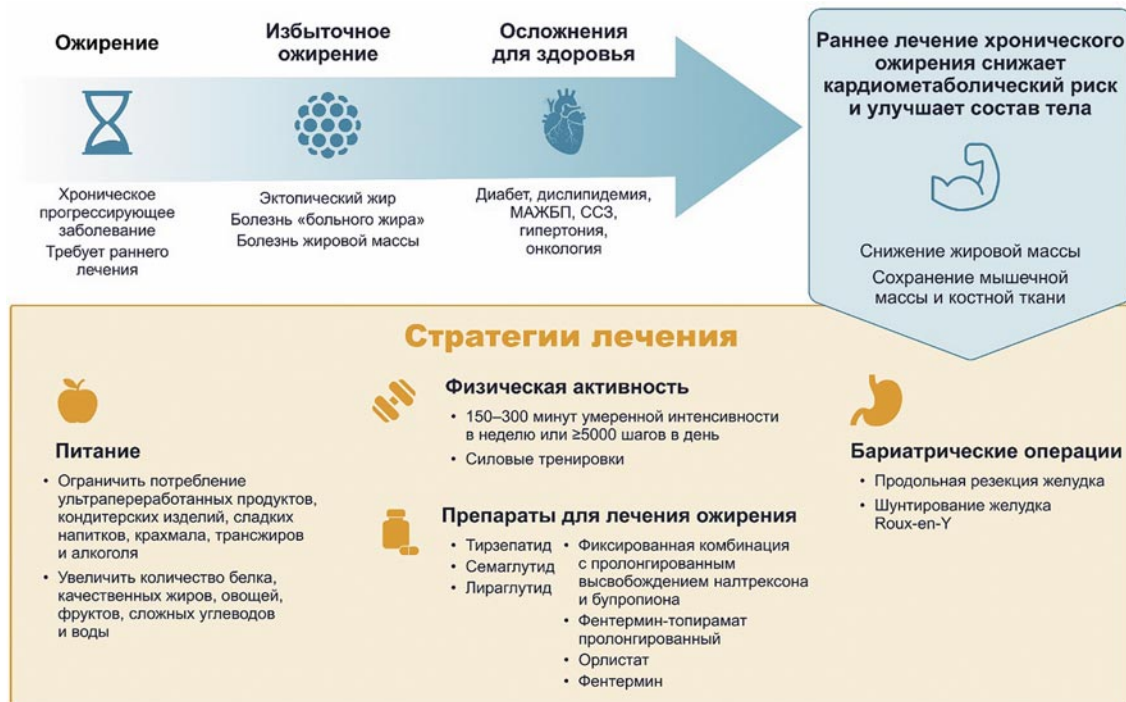 Ожирение
Хроническое
прогрессирующее
заболевание
Требует раннего
лечения
Избыточное
ожирение
Эктопический жир
Болезнь «больного жира»
Болезнь жировой массы
Осложнения
для здоровья
Диабет, дислипидемия,
МАЖБП, ССЗ,
гипертония,
онкология
Раннее лечение хронического
ожирения снижает
кардиометаболический риск
и улучшает состав тела
Снижение жировой массы
Сохранение мышечной
массы и костной ткани
Стратегии лечения
Питание
• Ограничить потребление
ультрапереработанных продуктов,
кондитерских изделий, сладких
напитков, крахмала, трансжиров
и алкоголя
• Увеличить количество белка,
качественных жиров, овощей,
фруктов, сложных углеводов
и воды
Физическая активность
• 150–300 минут умеренной интенсивности
в неделю или ≥5000 шагов в день
• Силовые тренировки
Препараты для лечения ожирения
• Тирзепатид
• Семаглутид
• Лираглутид
• Фиксированная комбинация
с пролонгированным
высвобождением налтрексона
и бупропиона
• Фентермин-топирамат
пролонгированный
• Орлистат
• Фентермин
Бариатрические операции
• Продольная резекция желудка
• Шунтирование желудка
Roux-en-Y